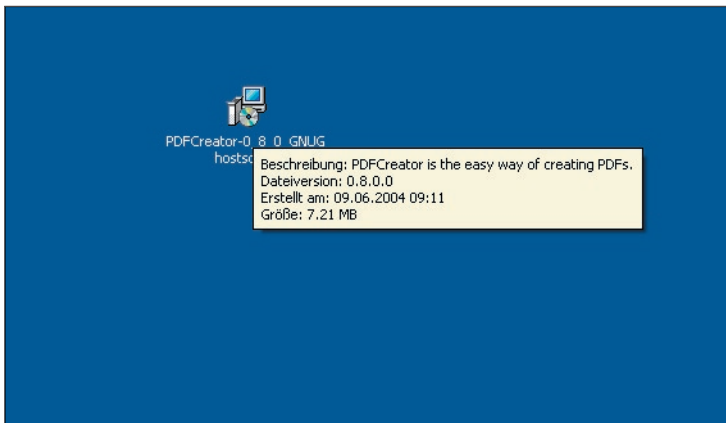 PDFCreator-0_8_0_GNUG
Beschreibung: PDFCreator is the easy way of creating PDFs.
Dateiversion: 0.8.0.0
Erstellt am: 09.06.2004 09:11
Größe: 7.21 MB